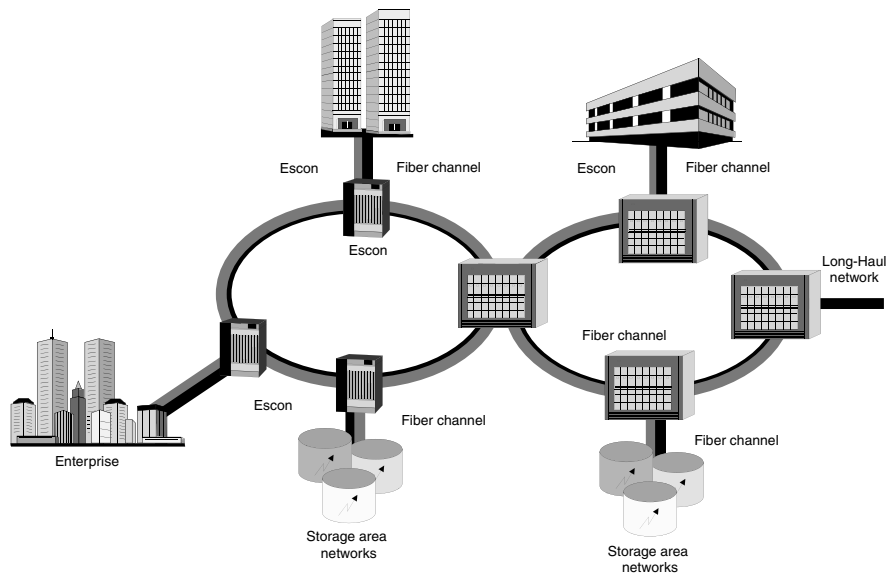 Escon
Fiber channel
Escon
Fiber channel
Escon
Long-Haul
network
Fiber channel
Escon
Fiber channel
Fiber channel
Enterprise
Storage area
networks
Storage area
networks